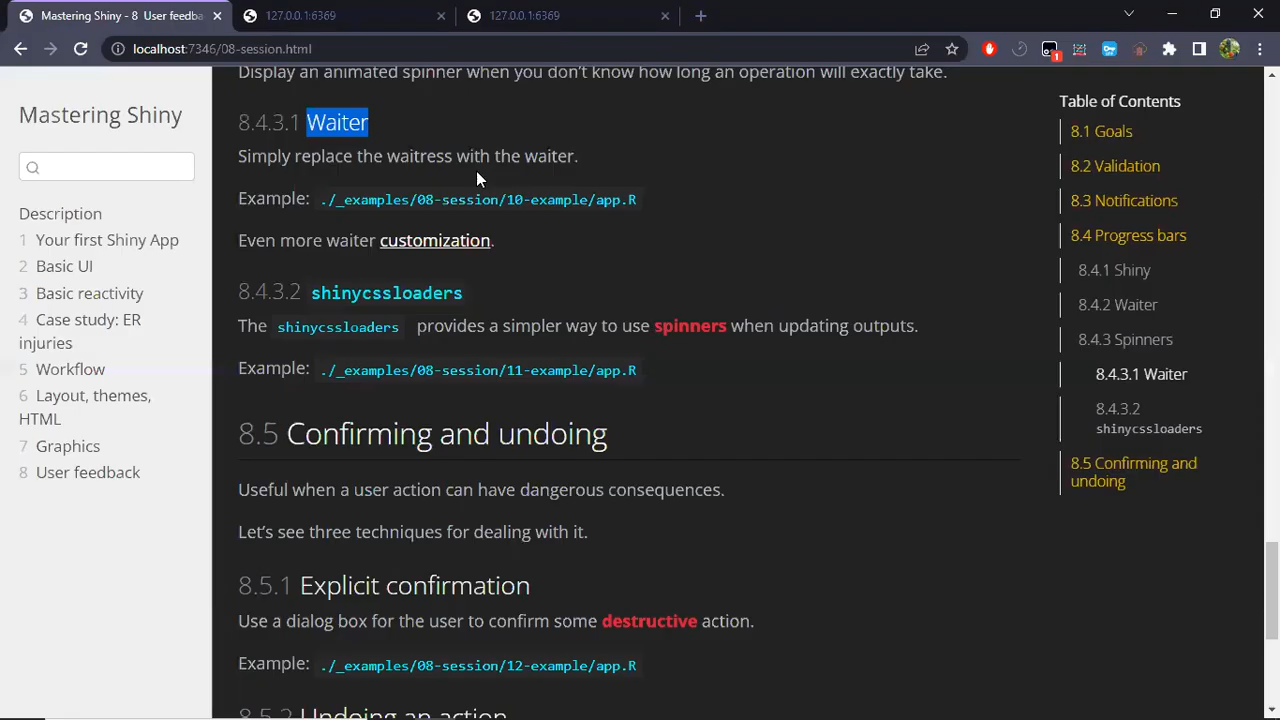 Mastering Shiny - 8 User feedba
127.0.0.1:6369
127.0.0.1:6369
localhost:7346/08-session.html
1
Mastering Shiny
Description
1 Your first Shiny App
2 Basic UI
3 Basic reactivity
4 Case study: ER
injuries
5 Workflow
6 Layout, themes,
HTML
7 Graphics
8 User feedback
Display an animated spinner when you don't know how long an operation will exactly take.
8.4.3.1 Waiter
Simply replace the waitress with the waiter.
Example: ./_examples/08-session/10-example/app.R
Even more waiter customization.
8.4.3.2 shinycssloaders
The shinycssloaders provides a simpler way to use spinners when updating outputs.
Example: ./_examples/08-session/11-example/app.R
8.5 Confirming and undoing
Useful when a user action can have dangerous consequences.
Let's see three techniques for dealing with it.
8.5.1 Explicit confirmation
Use a dialog box for the user to confirm some destructive action.
Example: ./_examples/08-session/12-example/app.R
8.5.2 Undoing an action
Table of Contents
8.1 Goals
8.2 Validation
8.3 Notifications
8.4 Progress bars
8.4.1 Shiny
8.4.2 Waiter
8.4.3 Spinners
8.4.3.1 Waiter
8.4.3.2
shinycssloaders
8.5 Confirming and
undoing